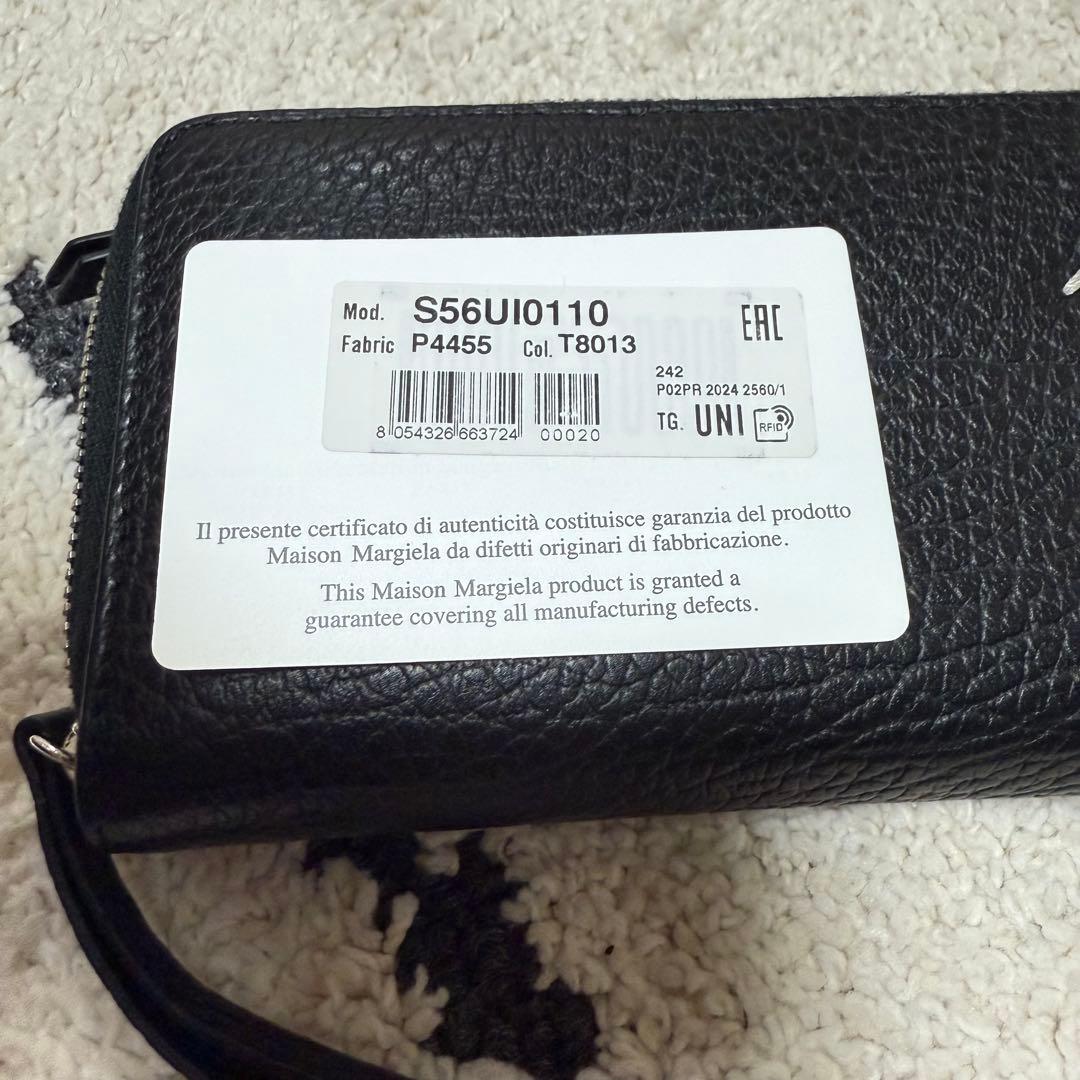 Mod. S56UI0110
EAC
Fabric P4455 Col. T8013
242
P02PR 2024 2560/1
TG. UNI RFID
8 054326 663724 00020
Il presente certificato di autenticità costituisce garanzia del prodotto
Maison Margiela da difetti originari di fabbricazione.
This Maison Margiela product is granted a
guarantee covering all manufacturing defects.